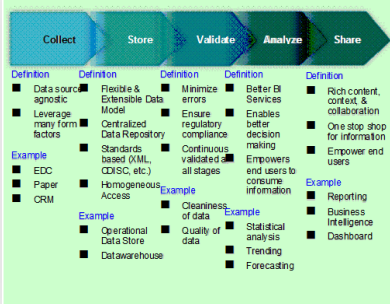 Collect
Store
Validate
Analyze
Share
Definition
Data source
agnostic
Leverage
many form
factors
Example
EDC
Paper
CRM
Definition
Flexible &
Extensible Data
Model
Centralized
Data Repository
Standards
based (XML,
CDISC, etc.)
Homogeneous
Access
Example
Operational
Data Store
Datawarehouse
Definition
Minimize
errors
Ensure
regulatory
compliance
Continuous
validated a
all stages
Example
Cleaniness
of data
Quality of
data
Definition
Better BI
Services
Enables
better
decision
making
Empowers
end users to
consume
information
Example
Statistical
analysis
Trending
Forecasting
Definition
Rich content,
context, &
collaboration
One stop shop
for information
Empower end
users
Example
Reporting
Business
Intelligence
Dashboard